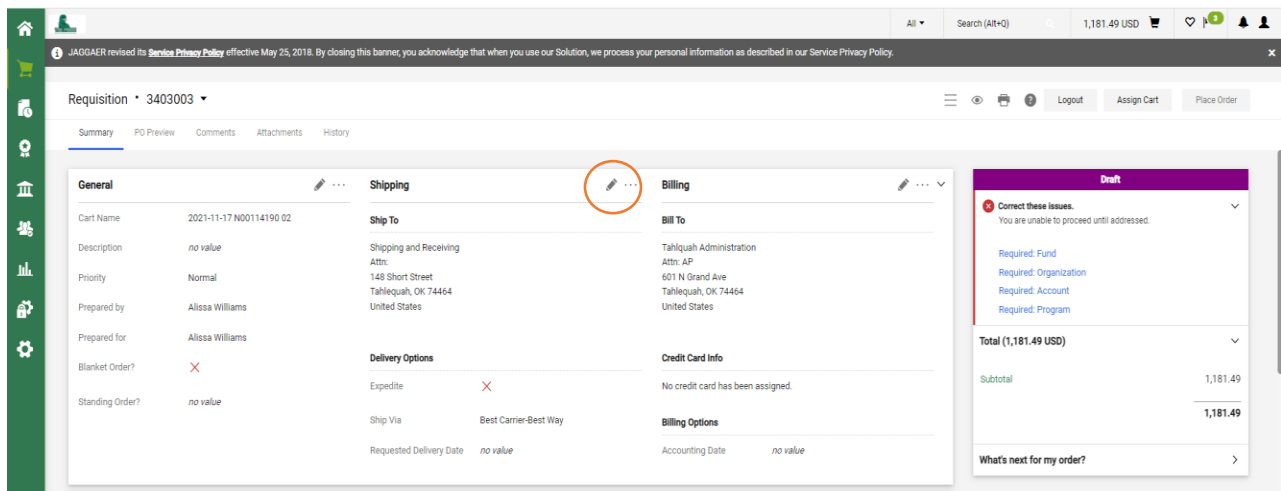 All
Search (Alt+Q)
1,181.49 USD
3
JAGGAER revised its Service Privacy Policy effective May 25, 2018. By closing this banner, you acknowledge that when you use our Solution, we process your personal information as described in our Service Privacy Policy.
x
Requisition • 3403003
Logout
Assign Cart
Place Order
Summary
PO Preview
Comments
Attachments
History
General
Cart Name 2021-11-17 N00114190 02
Description no value
Priority Normal
Prepared by Alissa Williams
Prepared for Alissa Williams
Blanket Order?
Standing Order? no value
Shipping
Ship To
Shipping and Receiving
Attn:
148 Short Street
Tahlequah, OK 74464
United States
Delivery Options
Expedite
Ship Via Best Carrier-Best Way
Requested Delivery Date no value
Billing
Bill To
Tahlquah Administration
Attn: AP
601 N Grand Ave
Tahlequah, OK 74464
United States
Credit Card Info
No credit card has been assigned.
Billing Options
Accounting Date no value
Draft
Correct these issues.
You are unable to proceed until addressed.
Required: Fund
Required: Organization
Required: Account
Required: Program
Total (1,181.49 USD)
Subtotal 1,181.49
1,181.49
What's next for my order?